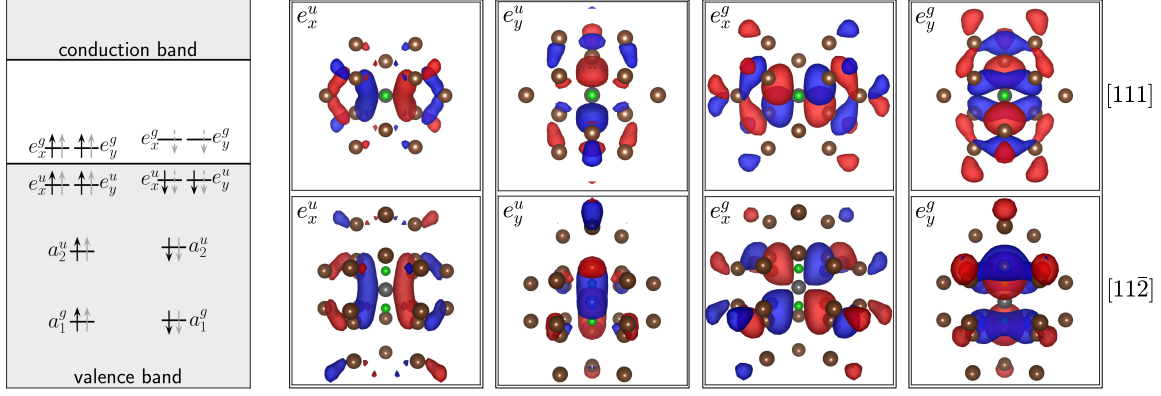 conduction band
e_x^g e_y^g e_x^g e_y^g
e_x^u e_y^u e_x^u e_y^u
a_2^u a_2^u
a_1^g a_1^g
valence band
e_x^u e_y^u e_x^g e_y^g [111]
e_x^u e_y^u e_x^g e_y^g [11\bar{2}]